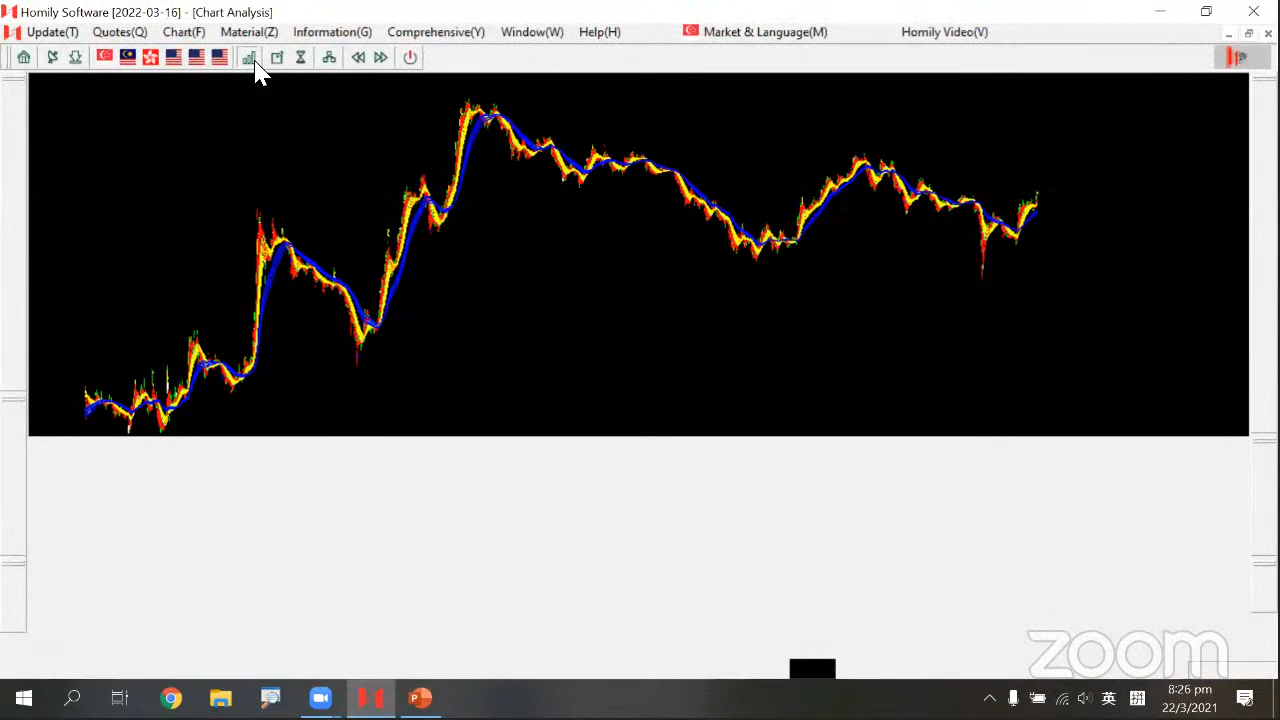 Homily Software [2022-03-16] - [Chart Analysis]
Update(T) Quotes(Q) Chart(F) Material(Z) Information(G) Comprehensive(Y) Window(W) Help(H) Market & Language(M) Homily Video(V)
zoom
英 拼
8:26 pm
22/3/2021